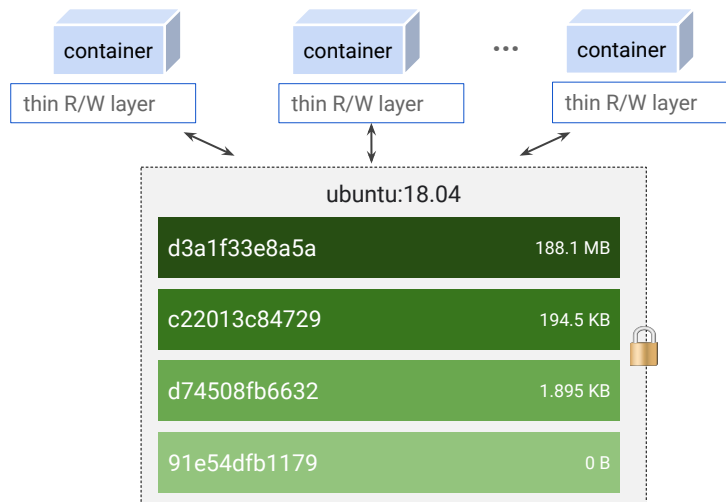 container
container
...
container
thin R/W layer
thin R/W layer
thin R/W layer
ubuntu:18.04
d3a1f33e8a5a 188.1 MB
c22013c84729 194.5 KB
d74508fb6632 1.895 KB
91e54dfb1179 0 B